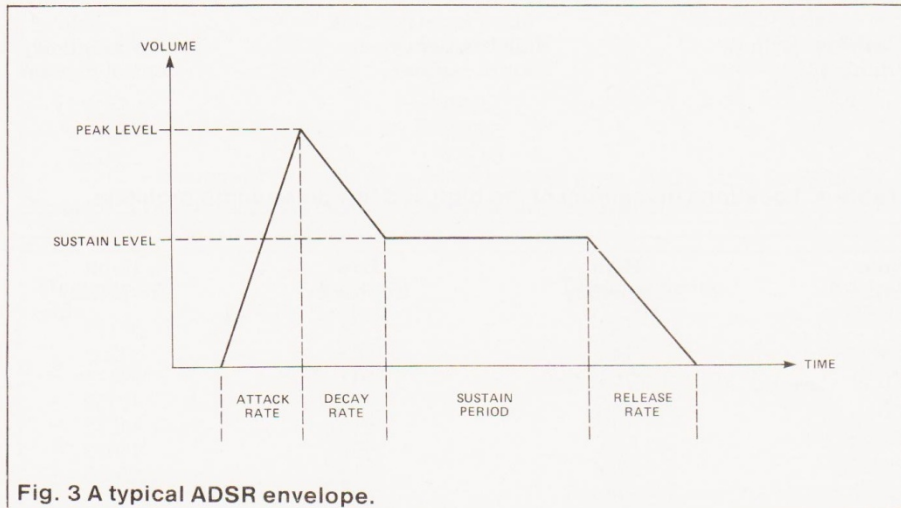 VOLUME
PEAK LEVEL
SUSTAIN LEVEL
TIME
ATTACK
RATE
DECAY
RATE
SUSTAIN
PERIOD
RELEASE
RATE
Fig. 3 A typical ADSR envelope.